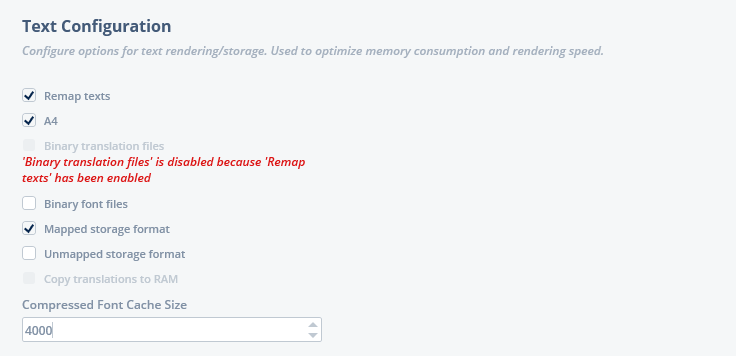 Text Configuration
Configure options for text rendering/storage. Used to optimize memory consumption and rendering speed.
Remap texts
A4
Binary translation files
'Binary translation files' is disabled because 'Remap
texts' has been enabled
Binary font files
Mapped storage format
Unmapped storage format
Copy translations to RAM
Compressed Font Cache Size
4000